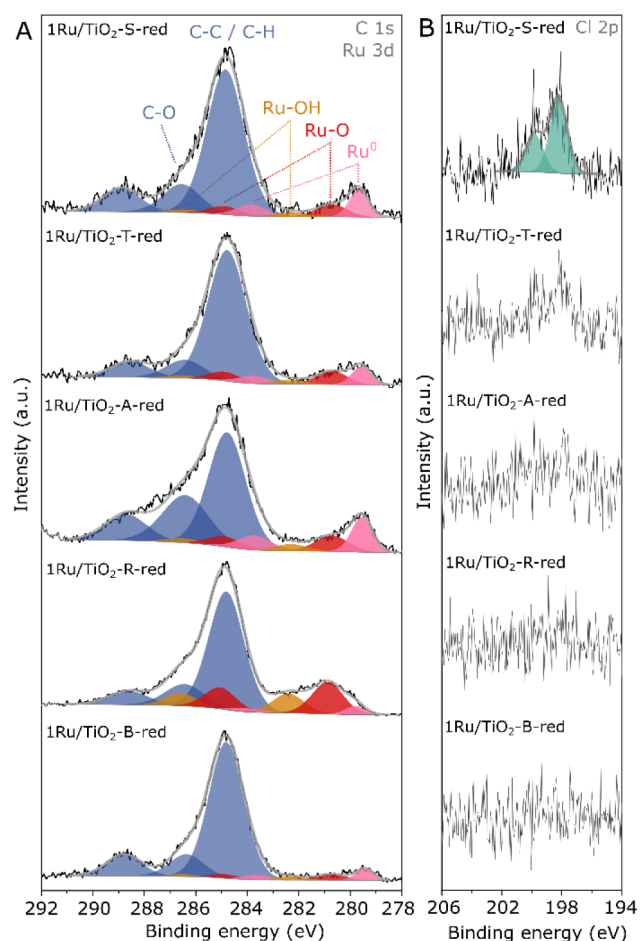 A
1Ru/TiO₂-S-red
C-C / C-H
C 1s
Ru 3d
C-O
Ru-OH
Ru-O
Ru⁰
1Ru/TiO₂-T-red
1Ru/TiO₂-A-red
1Ru/TiO₂-R-red
1Ru/TiO₂-B-red
Intensity (a.u.)
292 290 288 286 284 282 280 278
Binding energy (eV)
B
1Ru/TiO₂-S-red
Cl 2p
1Ru/TiO₂-T-red
1Ru/TiO₂-A-red
1Ru/TiO₂-R-red
1Ru/TiO₂-B-red
Intensity (a.u.)
206 202 198 194
Binding energy (eV)